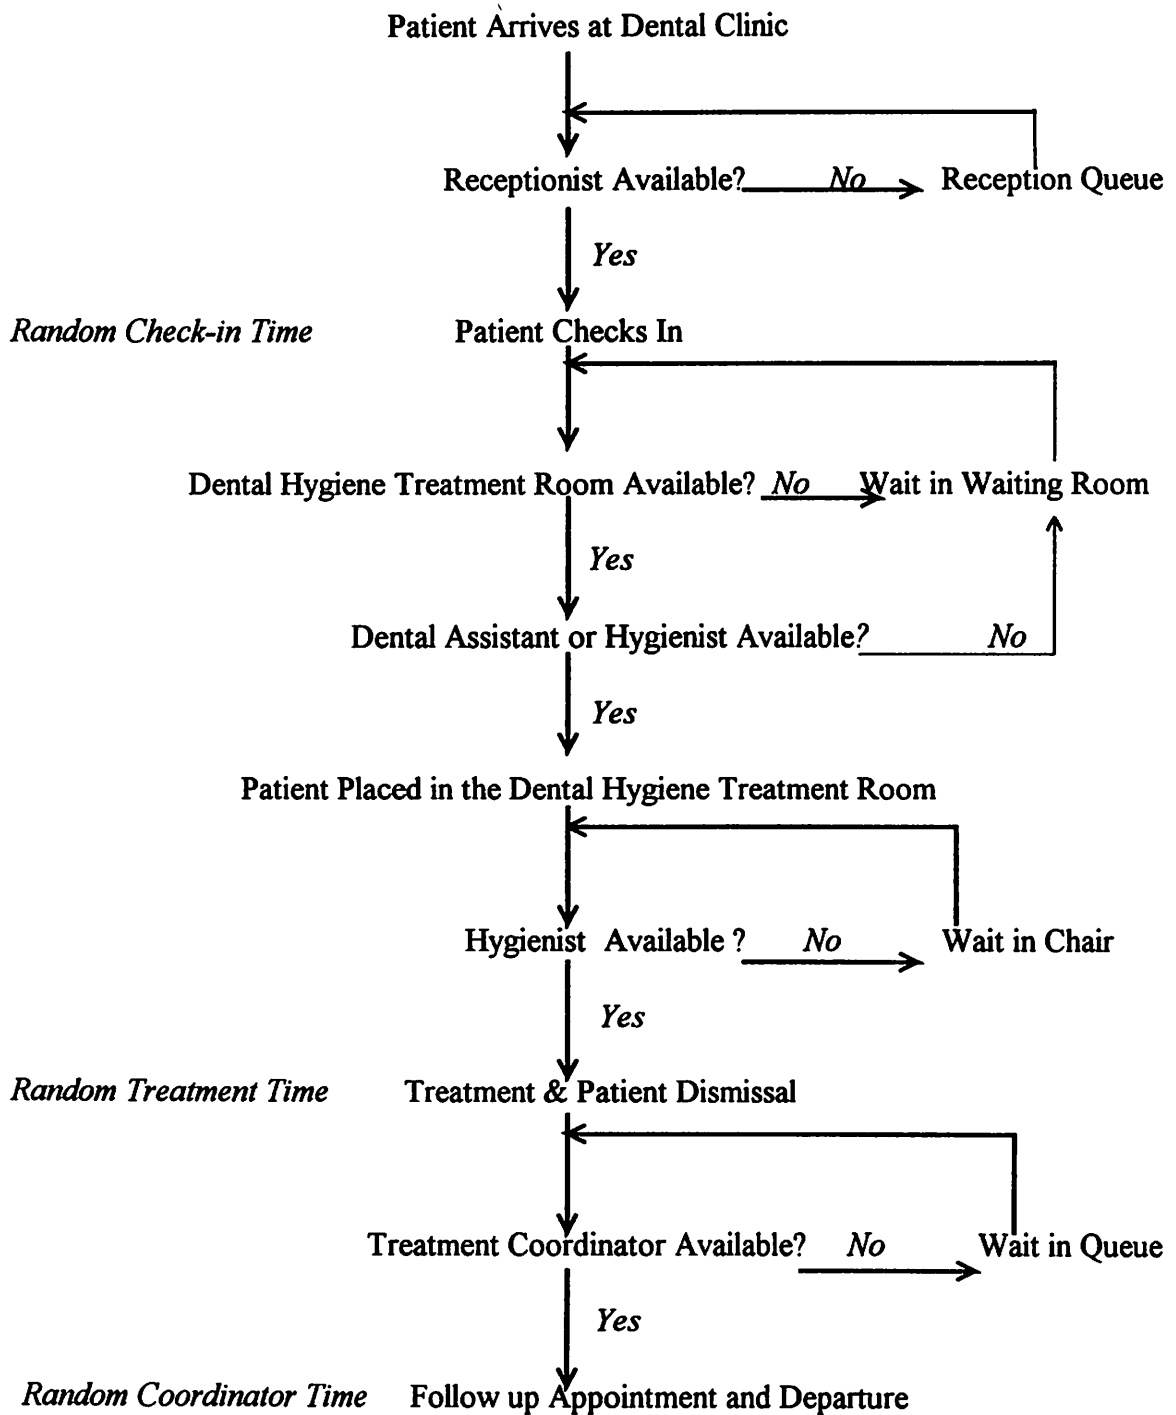 Patient Arrives at Dental Clinic
Receptionist Available? No Reception Queue
Yes
Random Check-in Time Patient Checks In
Dental Hygiene Treatment Room Available? No Wait in Waiting Room
Yes
Dental Assistant or Hygienist Available? No
Yes
Patient Placed in the Dental Hygiene Treatment Room
Hygienist Available ? No Wait in Chair
Yes
Random Treatment Time Treatment & Patient Dismissal
Treatment Coordinator Available? No Wait in Queue
Yes
Random Coordinator Time Follow up Appointment and Departure